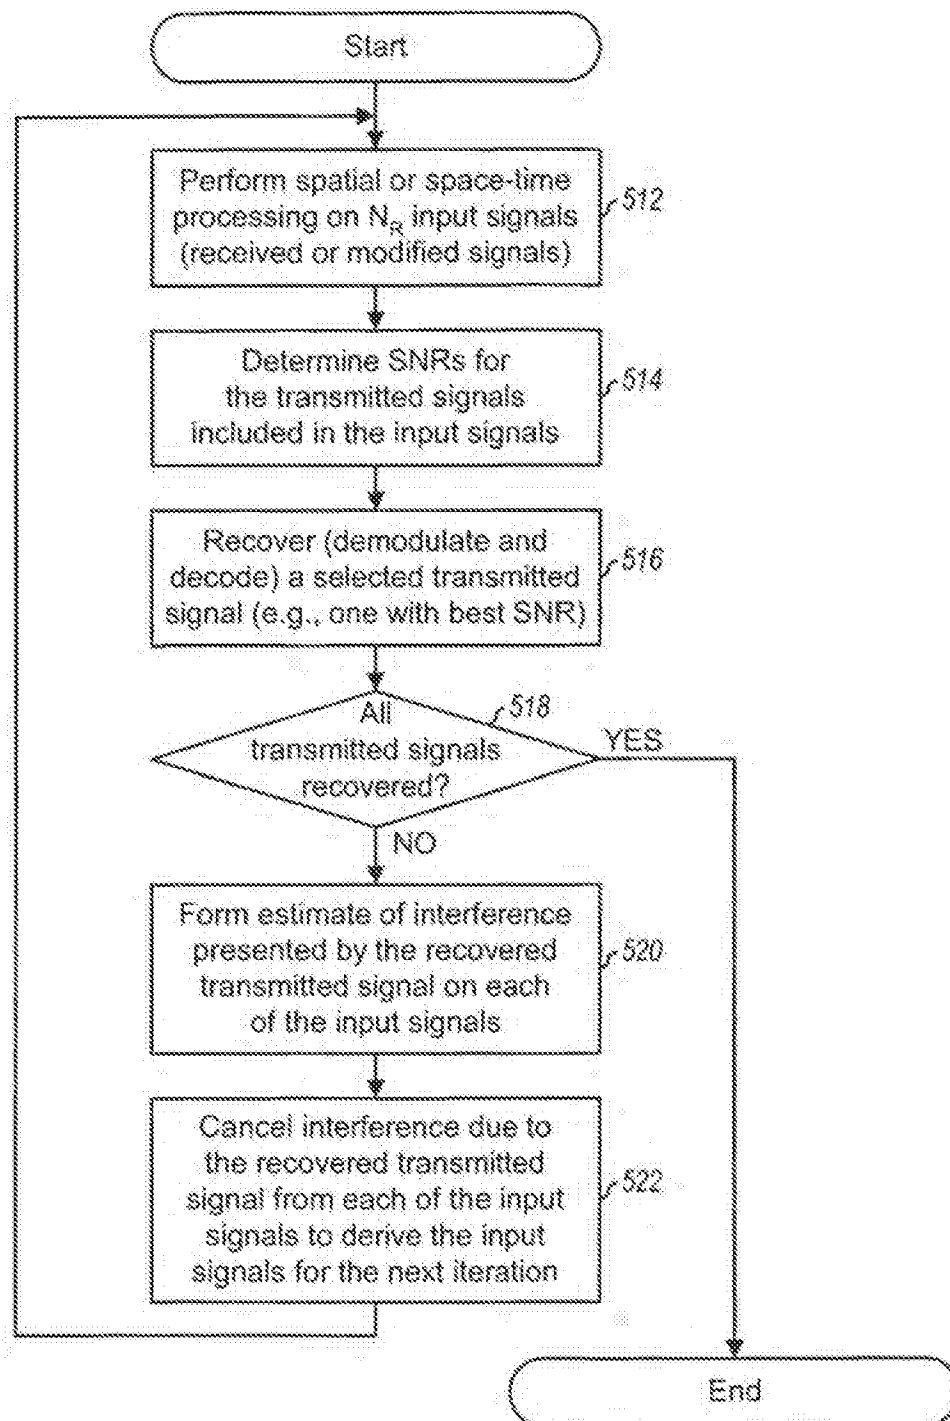 Start
Perform spatial or space-time
processing on N_R input signals
(received or modified signals)
512
Determine SNRs for
the transmitted signals
included in the input signals
514
Recover (demodulate and
decode) a selected transmitted
signal (e.g., one with best SNR)
516
518
All
transmitted signals
recovered?
YES
NO
Form estimate of interference
presented by the recovered
transmitted signal on each
of the input signals
520
Cancel interference due to
the recovered transmitted
signal from each of the input
signals to derive the input
signals for the next iteration
522
End